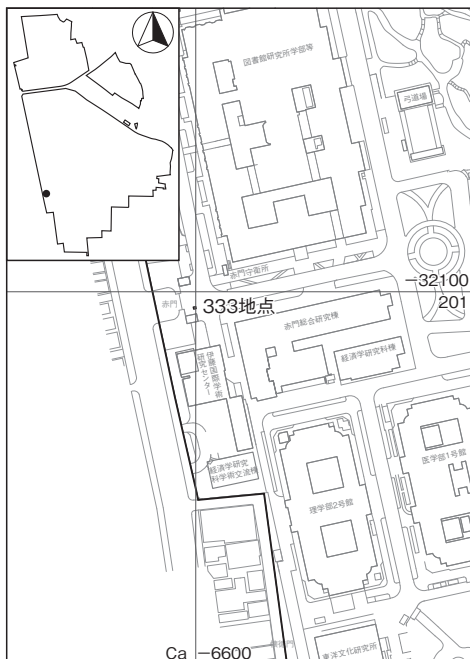 図書館研究所学部等
弓道場
赤門守衛所
−32100
201
赤門
333地点
赤門総合研究棟
経済学研究科棟
伊藤国際学術
研究センター
医学部1号館
経済学研究
科学術交流棟
理学部2号館
東洋文化研究所
Ca −6600